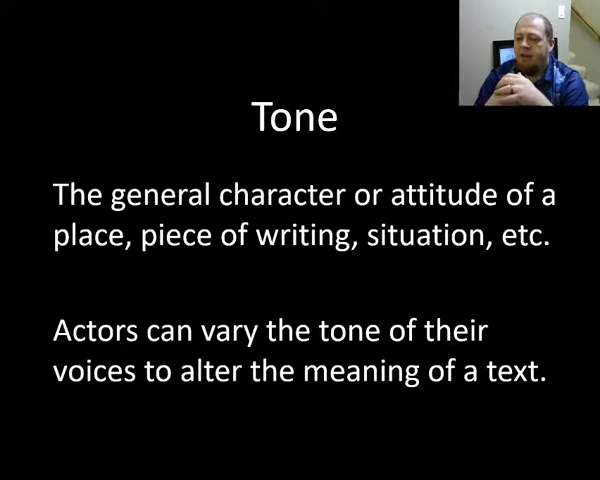 Tone
The general character or attitude of a
place, piece of writing, situation, etc.
Actors can vary the tone of their
voices to alter the meaning of a text.